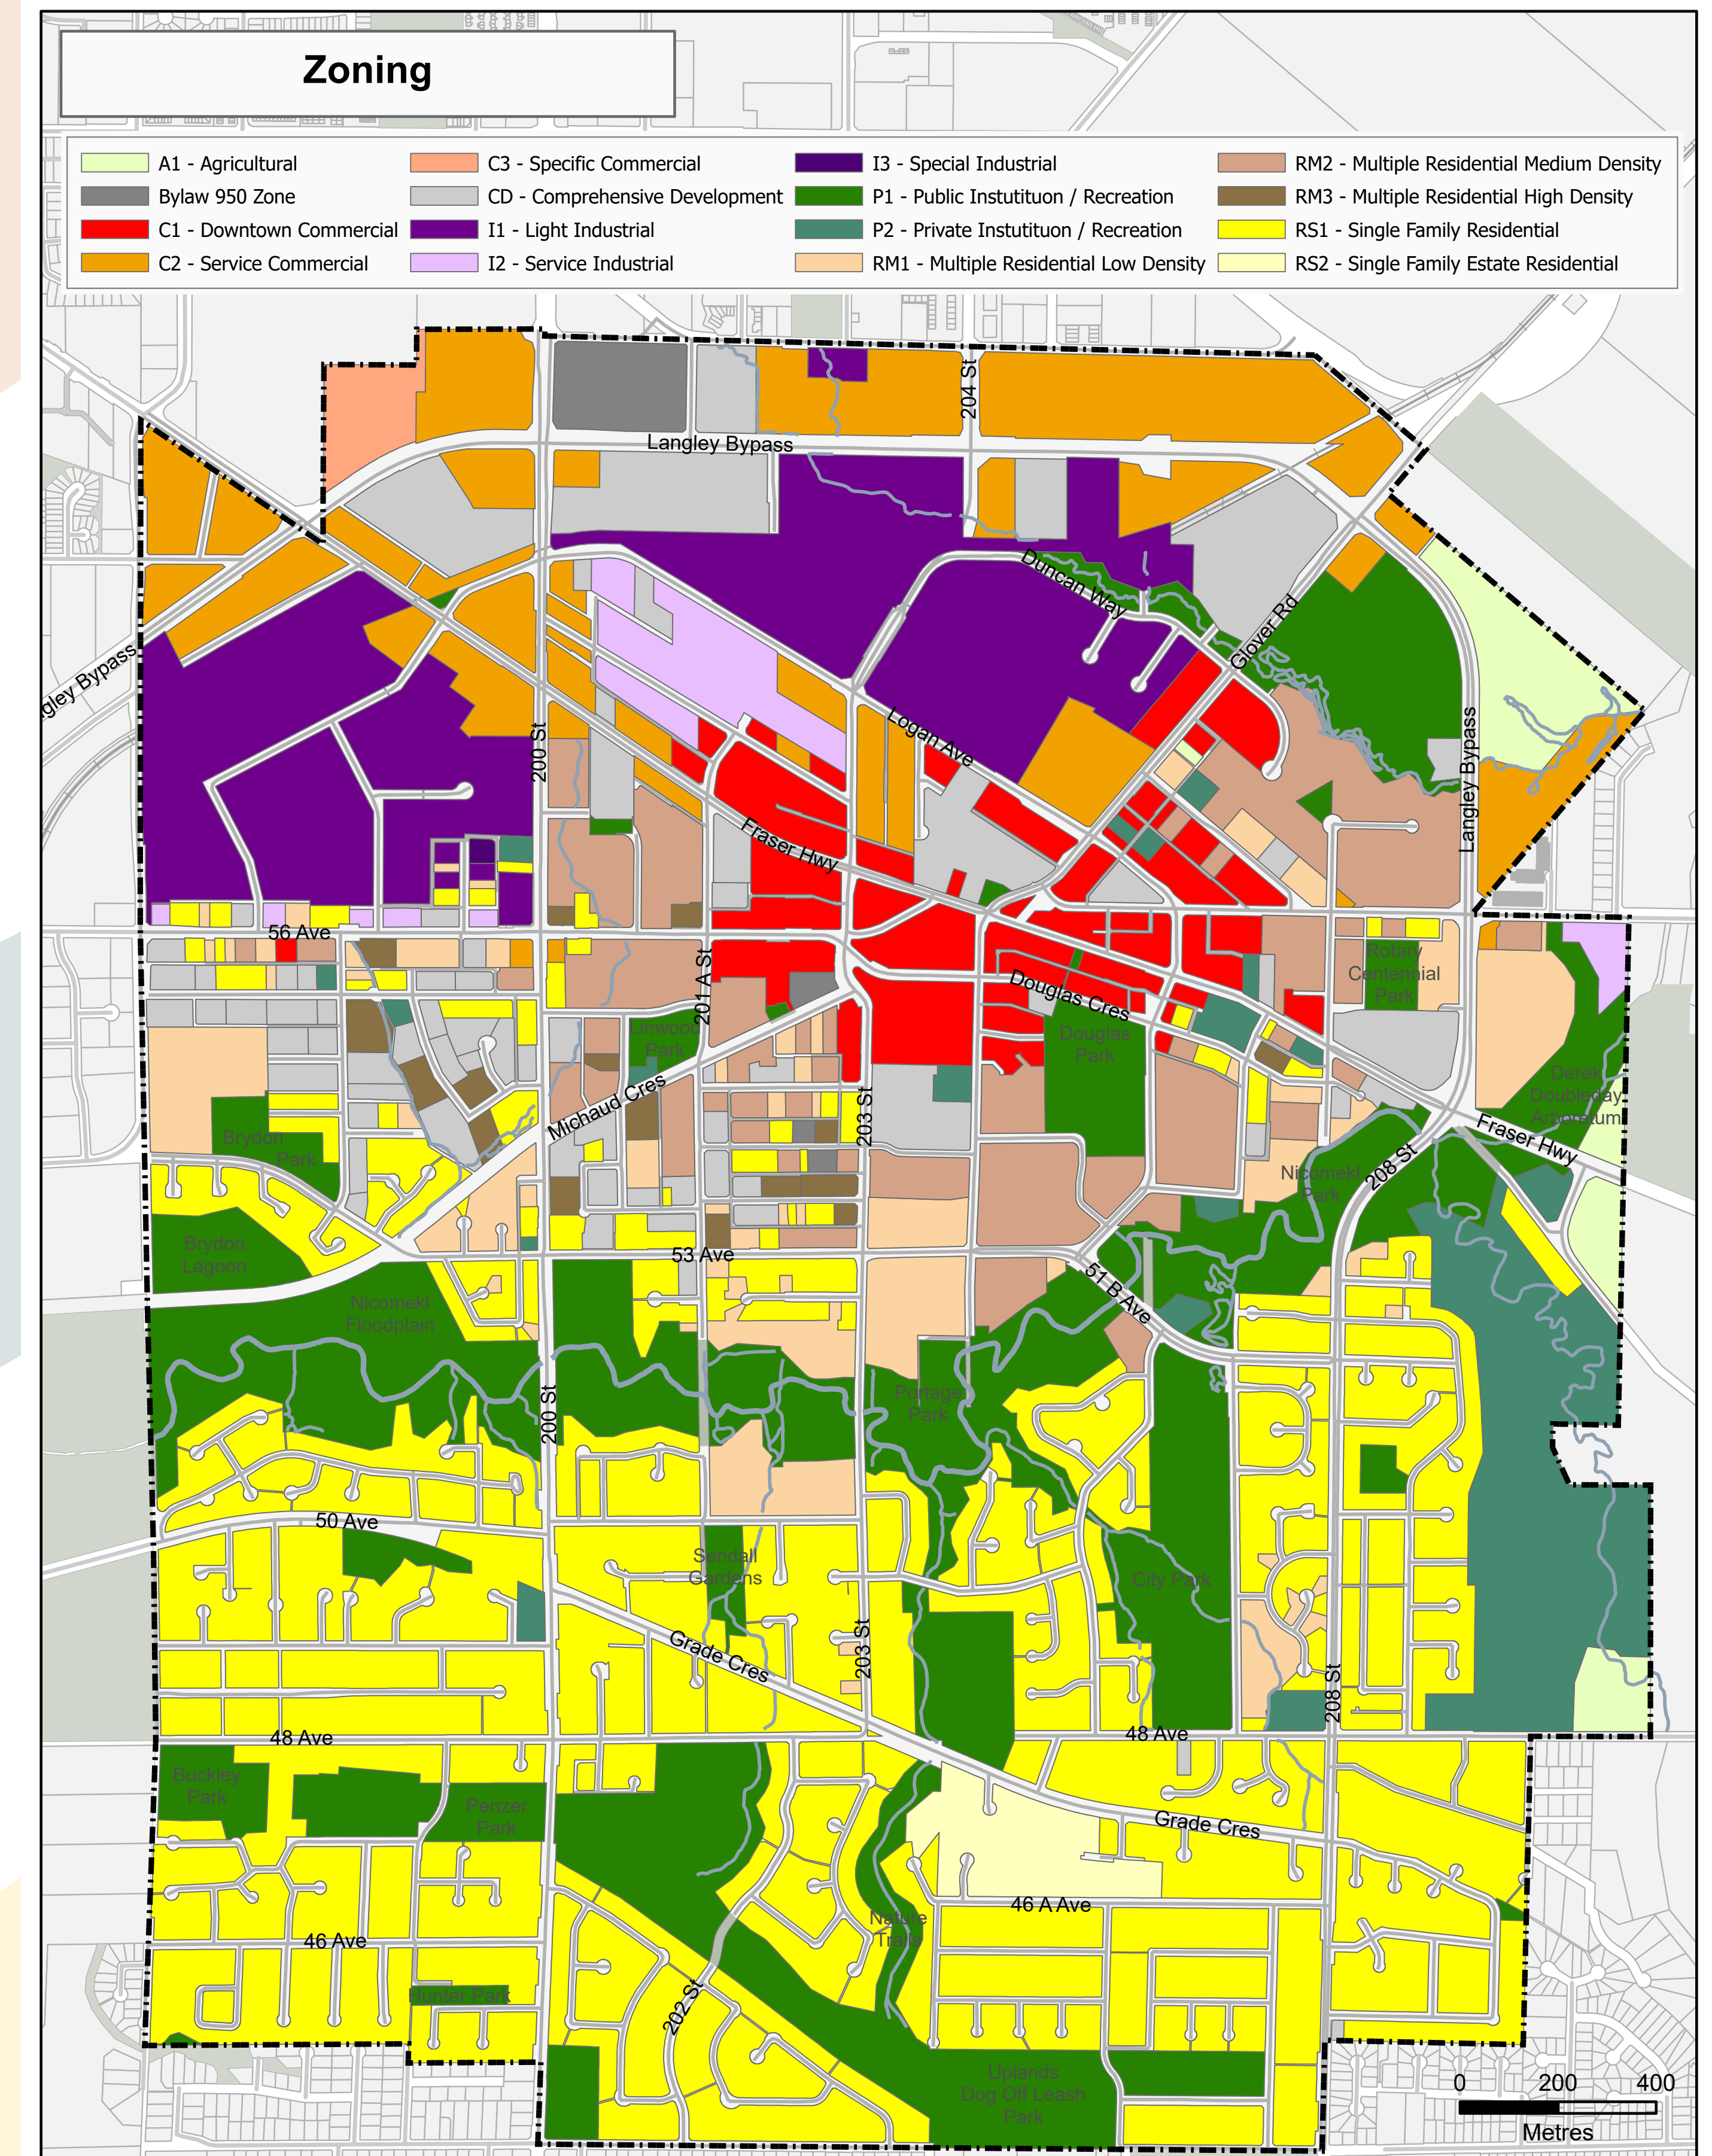 Zoning
A1 - Agricultural
Bylaw 950 Zone
C1 - Downtown Commercial
C2 - Service Commercial
C3 - Specific Commercial
CD - Comprehensive Development
I1 - Light Industrial
I2 - Service Industrial
I3 - Special Industrial
P1 - Public Instutituon / Recreation
P2 - Private Instutituon / Recreation
RM1 - Multiple Residential Low Density
RM2 - Multiple Residential Medium Density
RM3 - Multiple Residential High Density
RS1 - Single Family Residential
RS2 - Single Family Estate Residential
204 St
Langley Bypass
Duncan Way
Glover Rd
gley Bypass
200 St
Logan Ave
Langley Bypass
Fraser Hwy
56 Ave
201 A St
Rotary
Centennial
Park
Douglas Cres
Linwood
Park
Douglas
Park
Derek
Doubleday
Arboretum
Michaud Cres
203 St
Brydon
Park
Fraser Hwy
208 St
Nicomekl
Park
Brydon
Lagoon
53 Ave
51 B Ave
Nicomekl
Floodplain
200 St
Portage
Park
50 Ave
Sendall
Gardens
City Park
Grade Cres
203 St
208 St
48 Ave
48 Ave
Buckley
Park
Penzer
Park
Grade Cres
46 A Ave
Nature
Trails
46 Ave
Hunter Park
202 St
Uplands
Dog Off Leash
Park
0 200 400
Metres